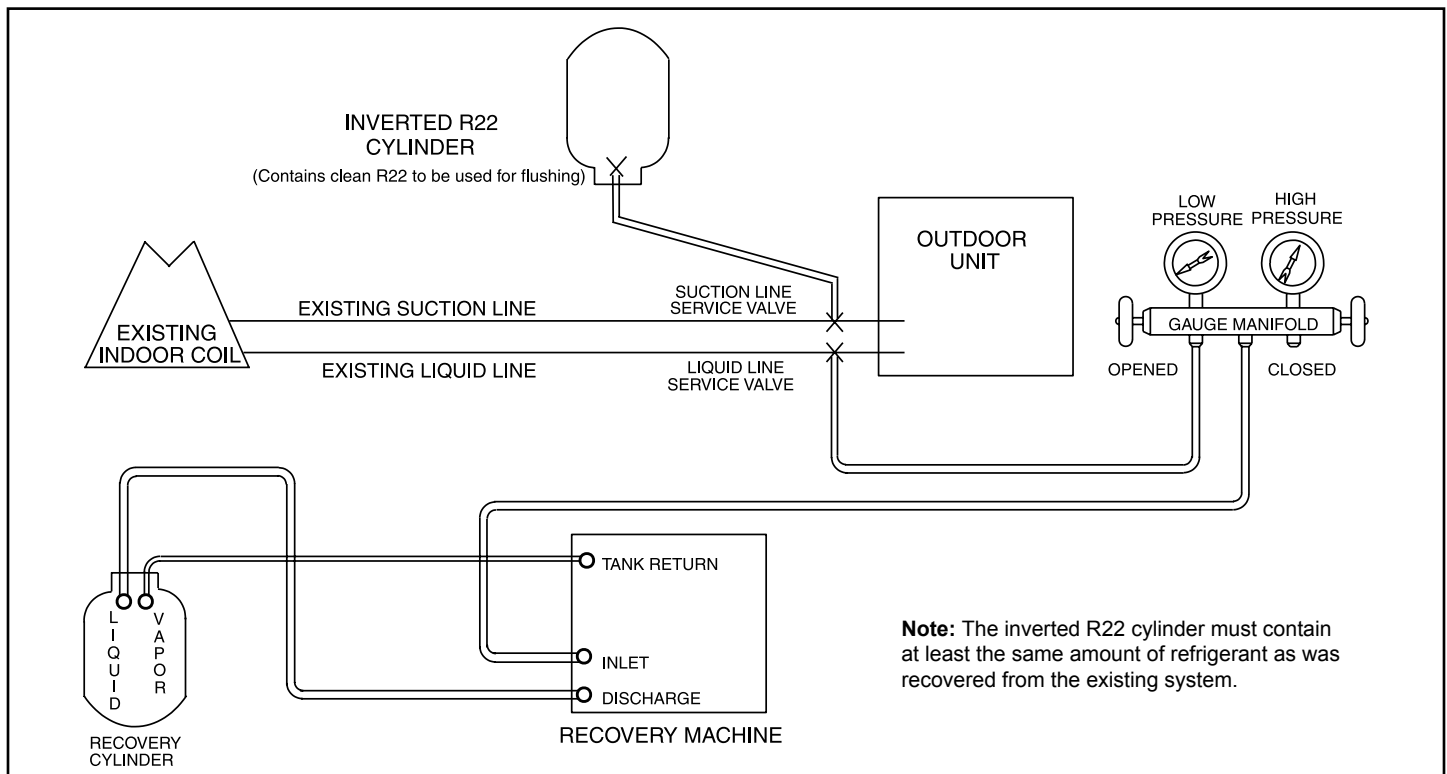 INVERTED R22
CYLINDER
(Contains clean R22 to be used for flushing)
LOW
PRESSURE
HIGH
PRESSURE
OUTDOOR
UNIT
EXISTING SUCTION LINE
SUCTION LINE
SERVICE VALVE
GAUGE MANIFOLD
EXISTING
INDOOR COIL
EXISTING LIQUID LINE
LIQUID LINE
SERVICE VALVE
OPENED
CLOSED
TANK RETURN
LIQUID
VAPOR
INLET
DISCHARGE
RECOVERY MACHINE
RECOVERY
CYLINDER
Note: The inverted R22 cylinder must contain
at least the same amount of refrigerant as was
recovered from the existing system.